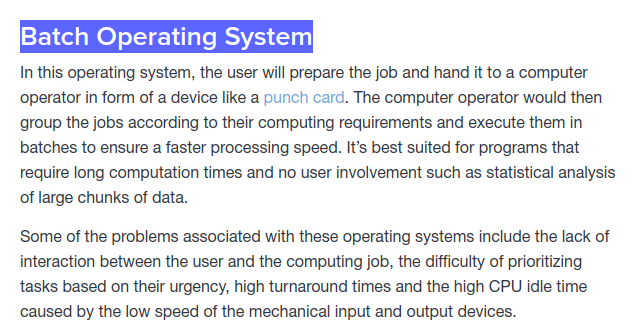 Batch Operating System
In this operating system, the user will prepare the job and hand it to a computer
operator in form of a device like a punch card. The computer operator would then
group the jobs according to their computing requirements and execute them in
batches to ensure a faster processing speed. It’s best suited for programs that
require long computation times and no user involvement such as statistical analysis
of large chunks of data.
Some of the problems associated with these operating systems include the lack of
interaction between the user and the computing job, the difficulty of prioritizing
tasks based on their urgency, high turnaround times and the high CPU idle time
caused by the low speed of the mechanical input and output devices.